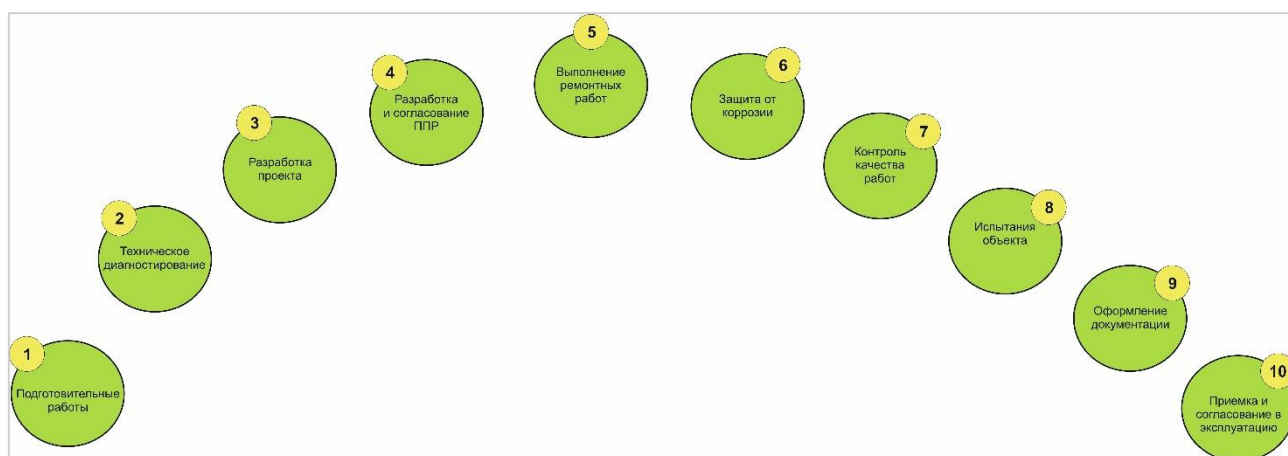 1
Подготовительные
работы
2
Техническое
диагностирование
3
Разработка
проекта
4
Разработка
и согласование
ППР
5
Выполнение
ремонтных
работ
6
Защита от
коррозии
7
Контроль
качества
работ
8
Испытания
объекта
9
Оформление
документации
10
Приемка и
согласование в
эксплуатацию